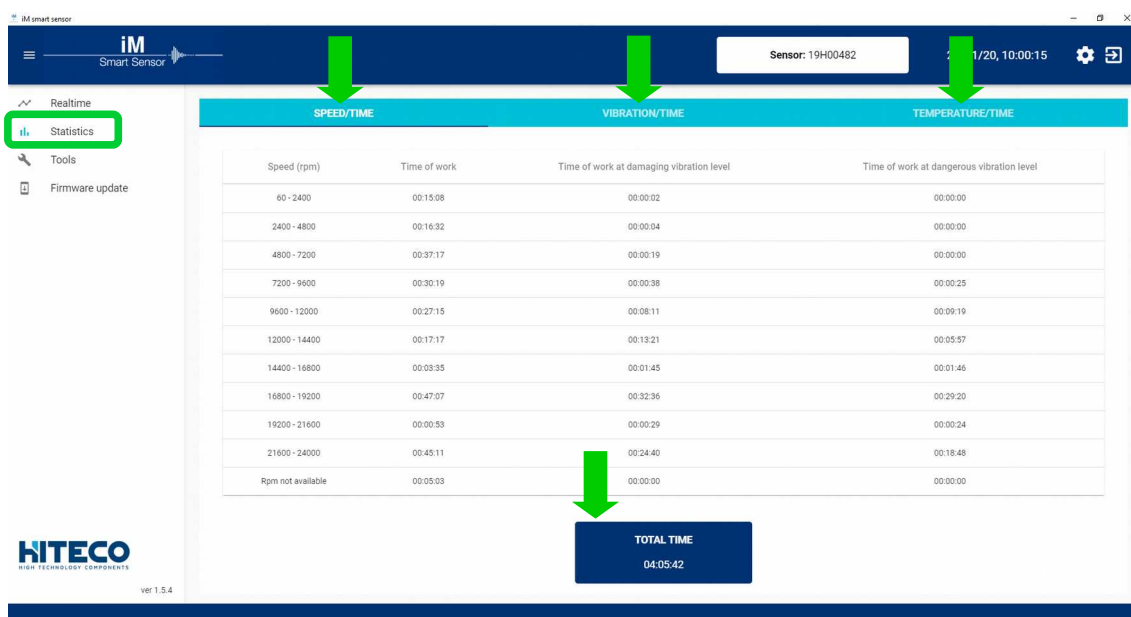 iM smart sensor
iM
Smart Sensor
Sensor: 19H00482
1/20, 10:00:15
Realtime
Statistics
Tools
Firmware update
SPEED/TIME VIBRATION/TIME TEMPERATURE/TIME
Speed (rpm) Time of work Time of work at damaging vibration level Time of work at dangerous vibration level
60 - 2400 00:15:08 00:00:02 00:00:00
2400 - 4800 00:16:32 00:00:04 00:00:00
4800 - 7200 00:37:17 00:00:19 00:00:00
7200 - 9600 00:30:19 00:00:38 00:00:25
9600 - 12000 00:27:15 00:08:11 00:09:19
12000 - 14400 00:17:17 00:13:21 00:05:57
14400 - 16800 00:03:35 00:01:45 00:01:46
16800 - 19200 00:47:07 00:32:36 00:29:20
19200 - 21600 00:00:53 00:00:29 00:00:24
21600 - 24000 00:45:11 00:24:40 00:18:48
Rpm not available 00:05:03 00:00:00 00:00:00
TOTAL TIME
04:05:42
HITECO
HIGH TECHNOLOGY COMPONENTS
ver 1.5.4